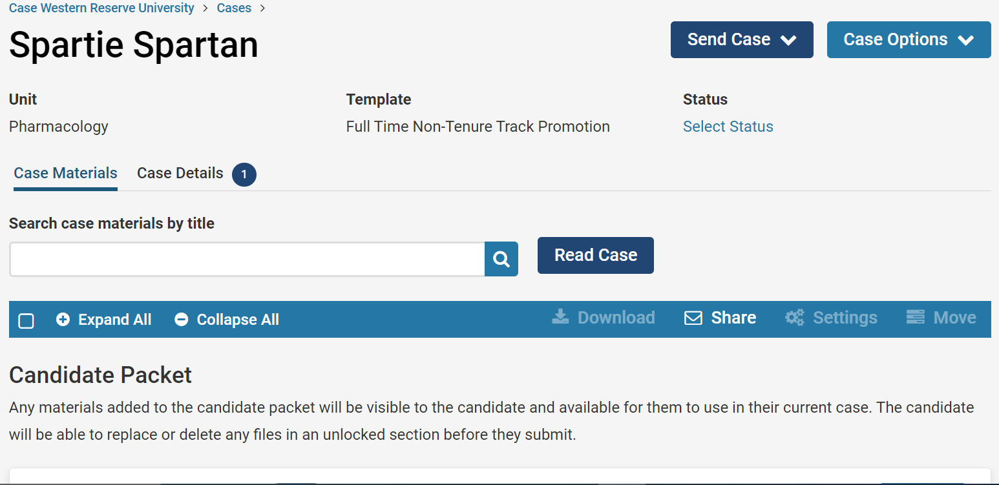 Case Western Reserve University > Cases >
Spartie Spartan
Send Case
Case Options
Unit
Template
Status
Pharmacology
Full Time Non-Tenure Track Promotion
Select Status
Case Materials
Case Details 1
Search case materials by title
Read Case
Expand All
Collapse All
Download
Share
Settings
Move
Candidate Packet
Any materials added to the candidate packet will be visible to the candidate and available for them to use in their current case. The candidate
will be able to replace or delete any files in an unlocked section before they submit.